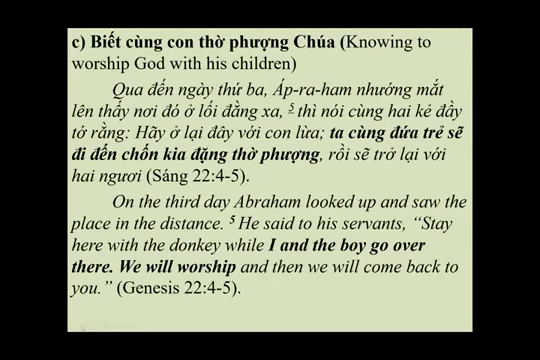 c) Biết cùng con thờ phượng Chúa (Knowing to
worship God with his children)
Qua đến ngày thứ ba, Áp-ra-ham nhướng mắt
lên thấy nơi đó ở lối đằng xa, 5 thì nói cùng hai kẻ đầy
tớ rằng: Hãy ở lại đây với con lừa; ta cùng đứa trẻ sẽ
đi đến chốn kia đặng thờ phượng, rồi sẽ trở lại với
hai ngươi (Sáng 22:4-5).
On the third day Abraham looked up and saw the
place in the distance. 5 He said to his servants, “Stay
here with the donkey while I and the boy go over
there. We will worship and then we will come back to
you.” (Genesis 22:4-5).